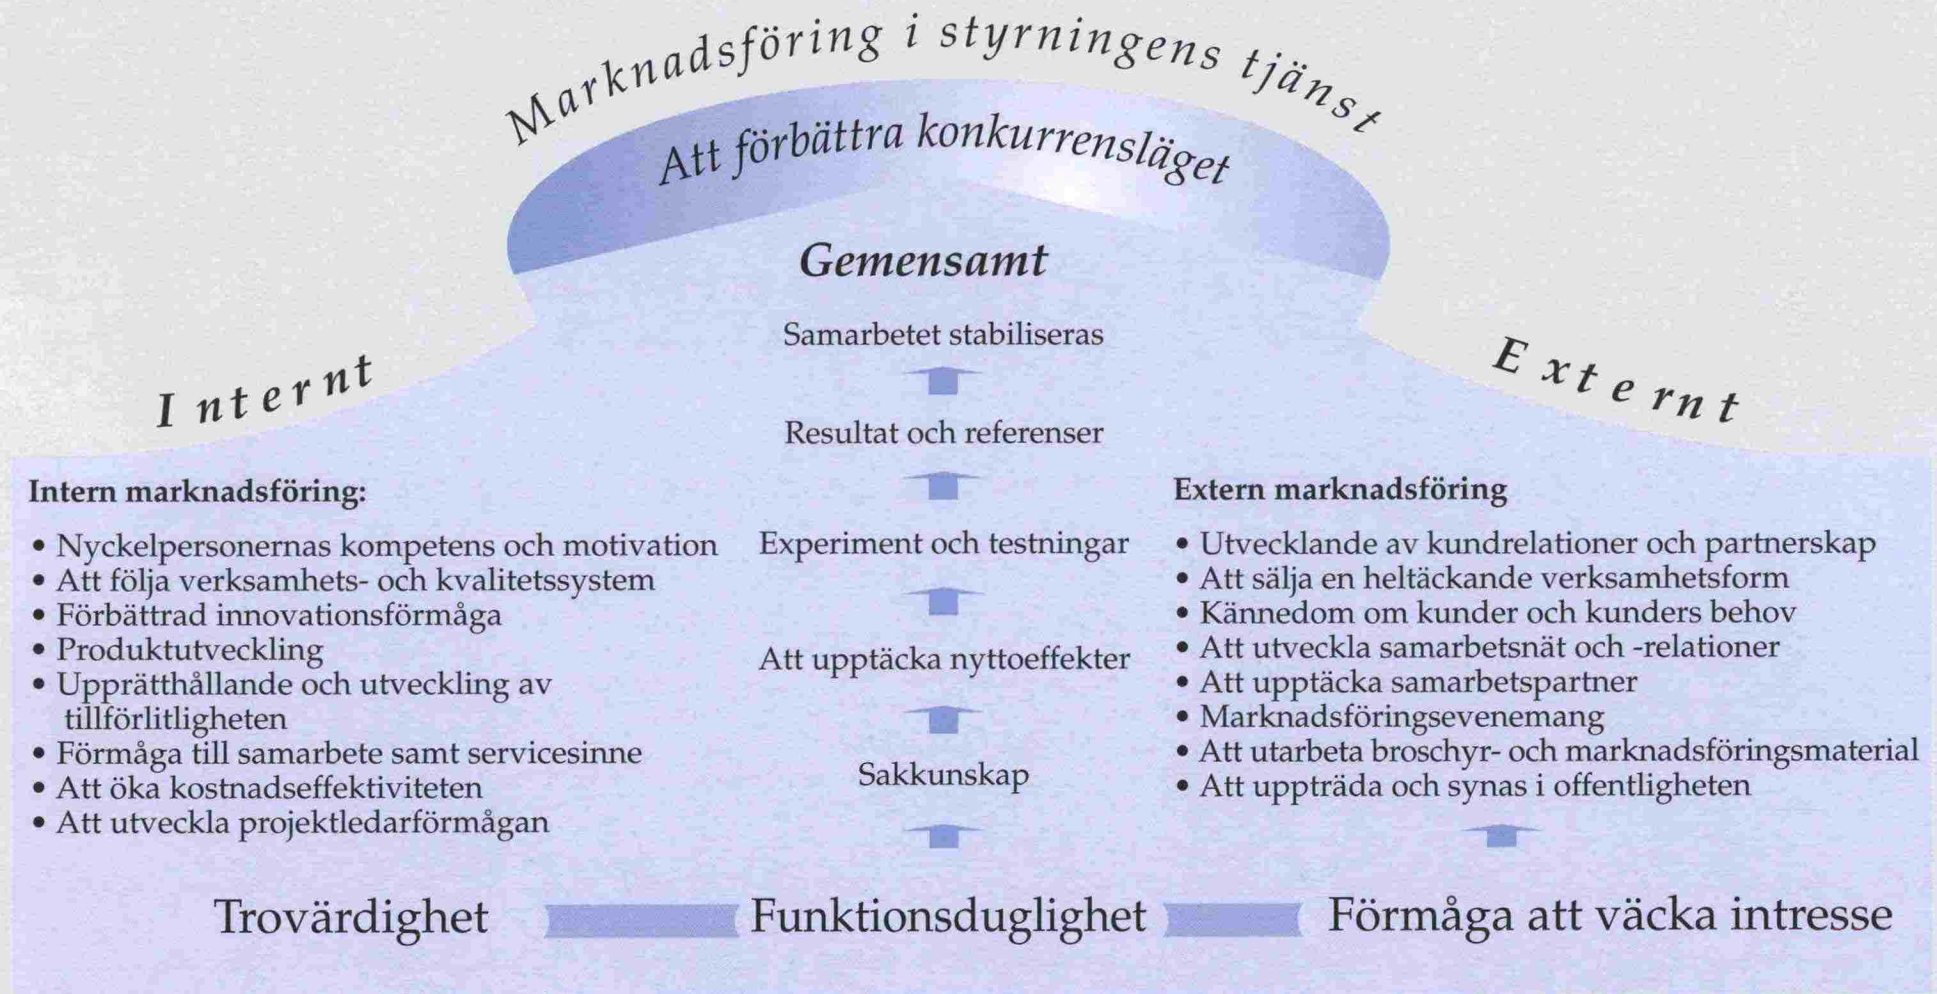 Marknadsföring i styrningens tjänst
Att förbättra konkurrensläget
Gemensamt
Samarbetet stabiliseras
Resultat och referenser
Experiment och testningar
Att upptäcka nyttoeffekter
Sakkunskap
Internt
Intern marknadsföring:
• Nyckelpersonernas kompetens och motivation
• Att följa verksamhets- och kvalitetssystem
• Förbättrad innovationsförmåga
• Produktutveckling
• Upprätthållande och utveckling av
tillförlitligheten
• Förmåga till samarbete samt servicesinne
• Att öka kostnadseffektiviteten
• Att utveckla projektledarförmågan
Externt
Extern marknadsföring
• Utvecklande av kundrelationer och partnerskap
• Att sälja en heltäckande verksamhetsform
• Kännedom om kunder och kunders behov
• Att utveckla samarbetsnät och -relationer
• Att upptäcka samarbetspartner
• Marknadsföringsevenemang
• Att utarbeta broschyr- och marknadsföringsmaterial
• Att uppträda och synas i offentligheten
Trovärdighet
Funktionsduglighet
Förmåga att väcka intresse